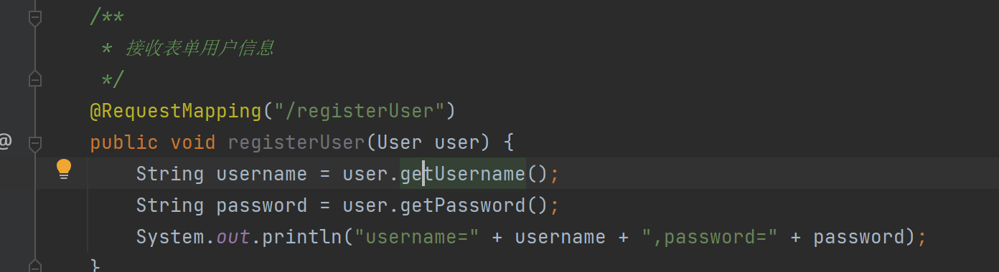 /**
* 接收表单用户信息
*/
@RequestMapping("/registerUser")
@
public void registerUser(User user) {
String username = user.getUsername();
String password = user.getPassword();
System.out.println("username=" + username + ",password=" + password);
}